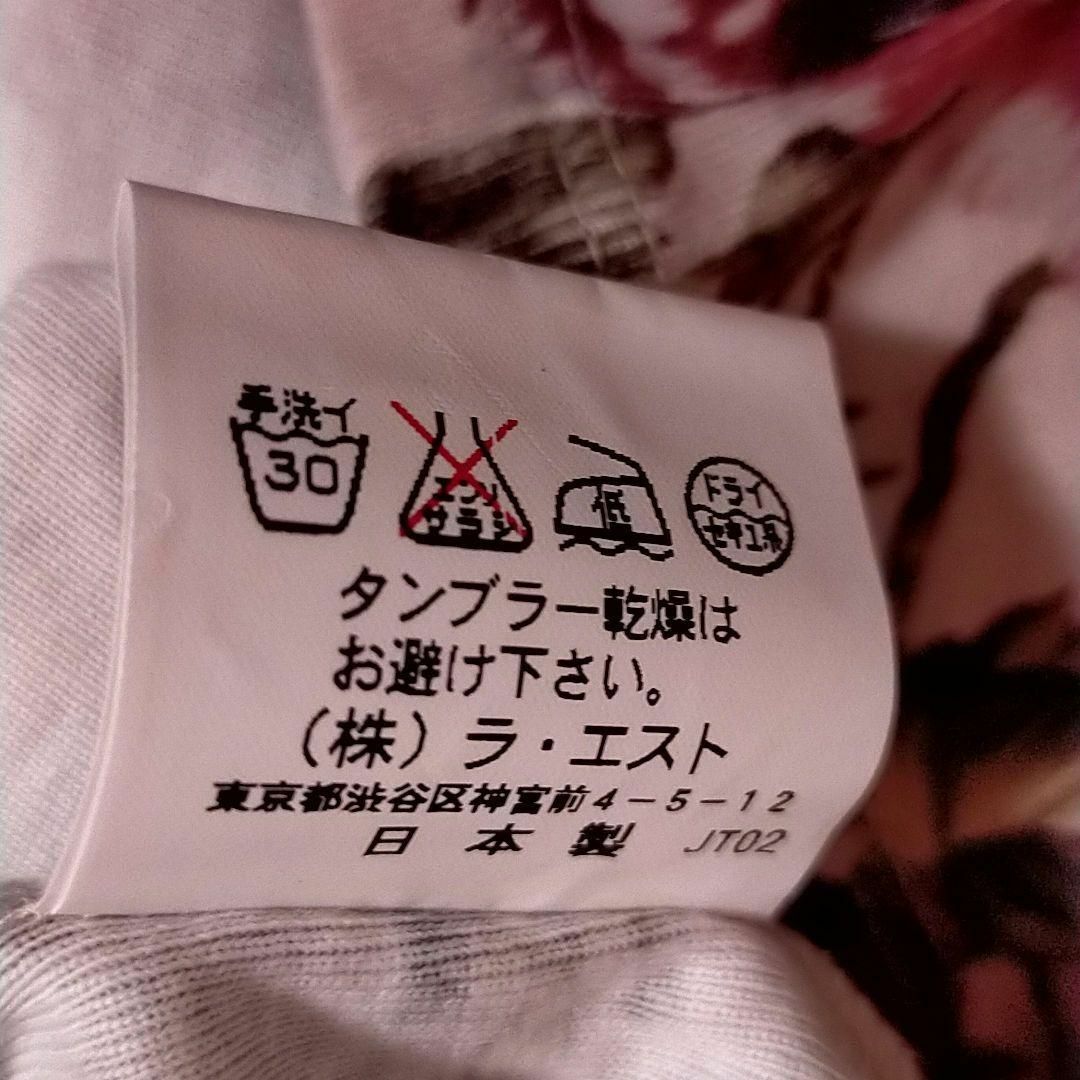 手洗イ
30
エンソ
サラシ
低
ドライ
セキユ系
タンブラー乾燥は
お避け下さい。
（株）ラ・エスト
東京都渋谷区神宮前4-5-12
日本製 JT02